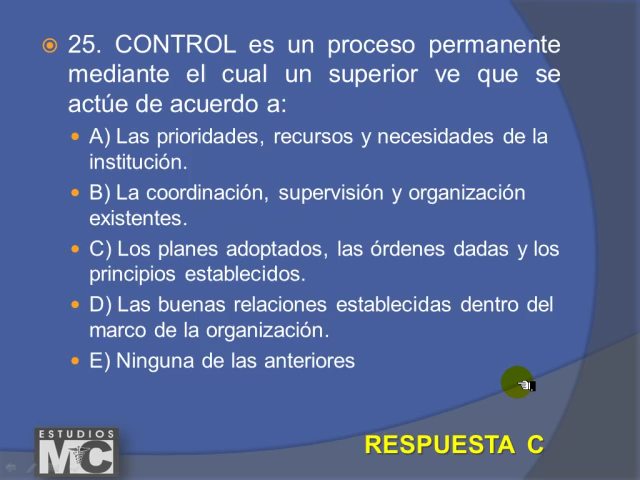 25. CONTROL es un proceso permanente
mediante el cual un superior ve que se
actúe de acuerdo a:
A) Las prioridades, recursos y necesidades de la
institución.
B) La coordinación, supervisión y organización
existentes.
C) Los planes adoptados, las órdenes dadas y los
principios establecidos.
D) Las buenas relaciones establecidas dentro del
marco de la organización.
E) Ninguna de las anteriores
RESPUESTA C
ESTUDIOS
MC